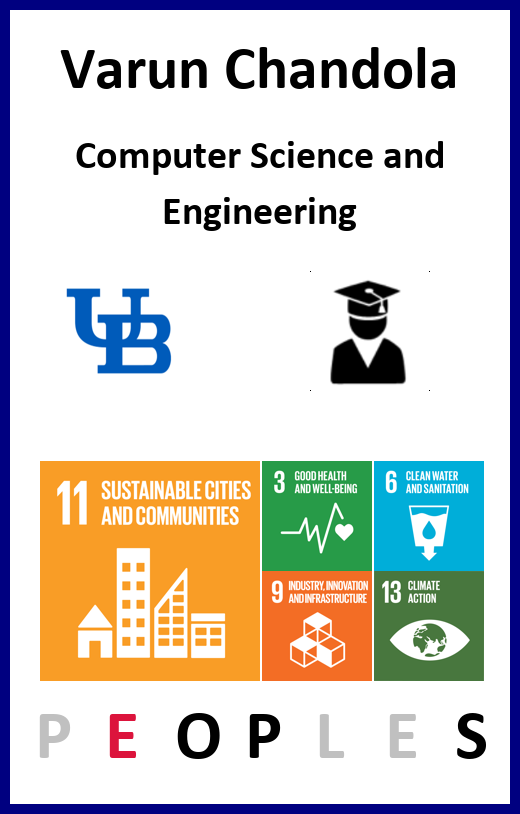 Varun Chandola
Computer Science and
Engineering
UB
11 SUSTAINABLE CITIES
AND COMMUNITIES
3 GOOD HEALTH
AND WELL-BEING
6 CLEAN WATER
AND SANITATION
9 INDUSTRY, INNOVATION
AND INFRASTRUCTURE
13 CLIMATE
ACTION
P E O P L E S